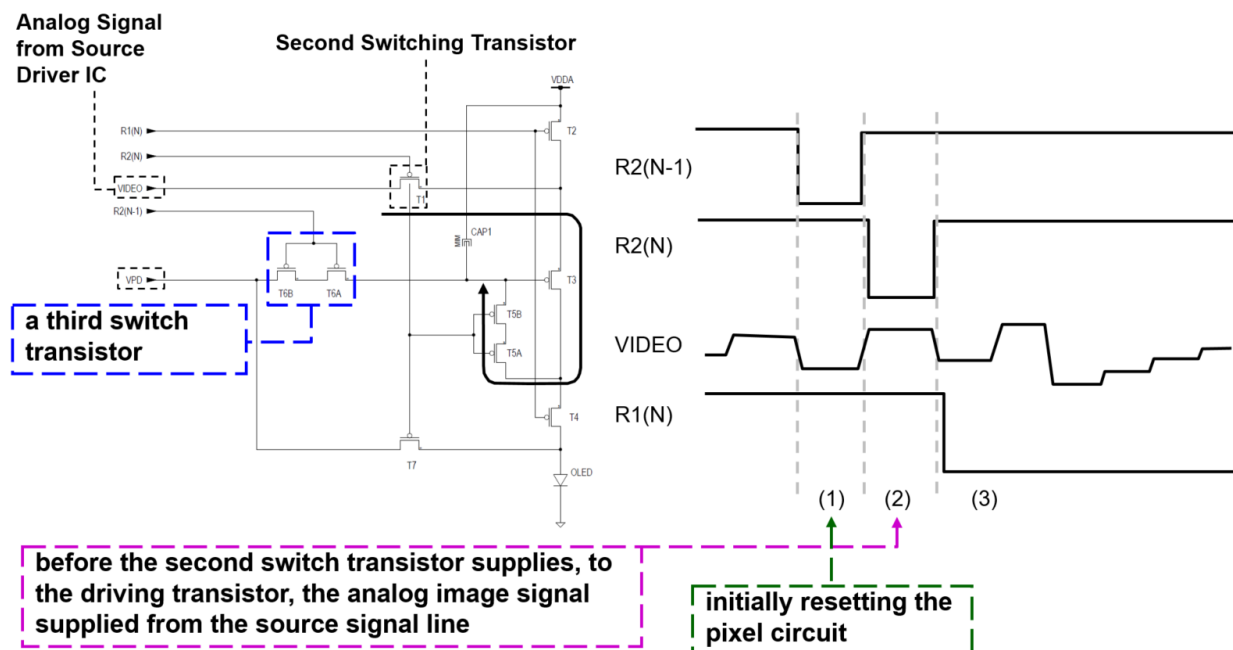 Analog Signal
from Source
Driver IC
Second Switching Transistor
VDDA
R1(N)
T2
R2(N)
VIDEO
T1
R2(N-1)
CAP1
MIM
VPD
T6B
T6A
T3
T5B
T5A
a third switch
transistor
T4
T7
OLED
R2(N-1)
R2(N)
VIDEO
R1(N)
(1)
(2)
(3)
before the second switch transistor supplies, to
the driving transistor, the analog image signal
supplied from the source signal line
initially resetting the
pixel circuit